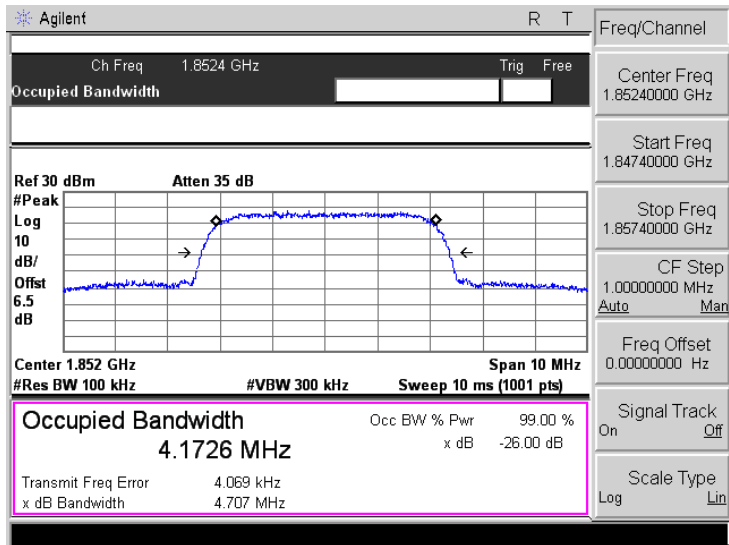 Agilent R T
Ch Freq 1.8524 GHz Trig Free
Occupied Bandwidth
Ref 30 dBm Atten 35 dB
#Peak
Log
10
dB/
Offst
6.5
dB
Center 1.852 GHz Span 10 MHz
#Res BW 100 kHz #VBW 300 kHz Sweep 10 ms (1001 pts)
Occupied Bandwidth
4.1726 MHz
Occ BW % Pwr 99.00 %
x dB -26.00 dB
Transmit Freq Error 4.069 kHz
x dB Bandwidth 4.707 MHz
Freq/Channel
Center Freq
1.85240000 GHz
Start Freq
1.84740000 GHz
Stop Freq
1.85740000 GHz
CF Step
1.00000000 MHz
Auto Man
Freq Offset
0.00000000 Hz
Signal Track
On Off
Scale Type
Log Lin